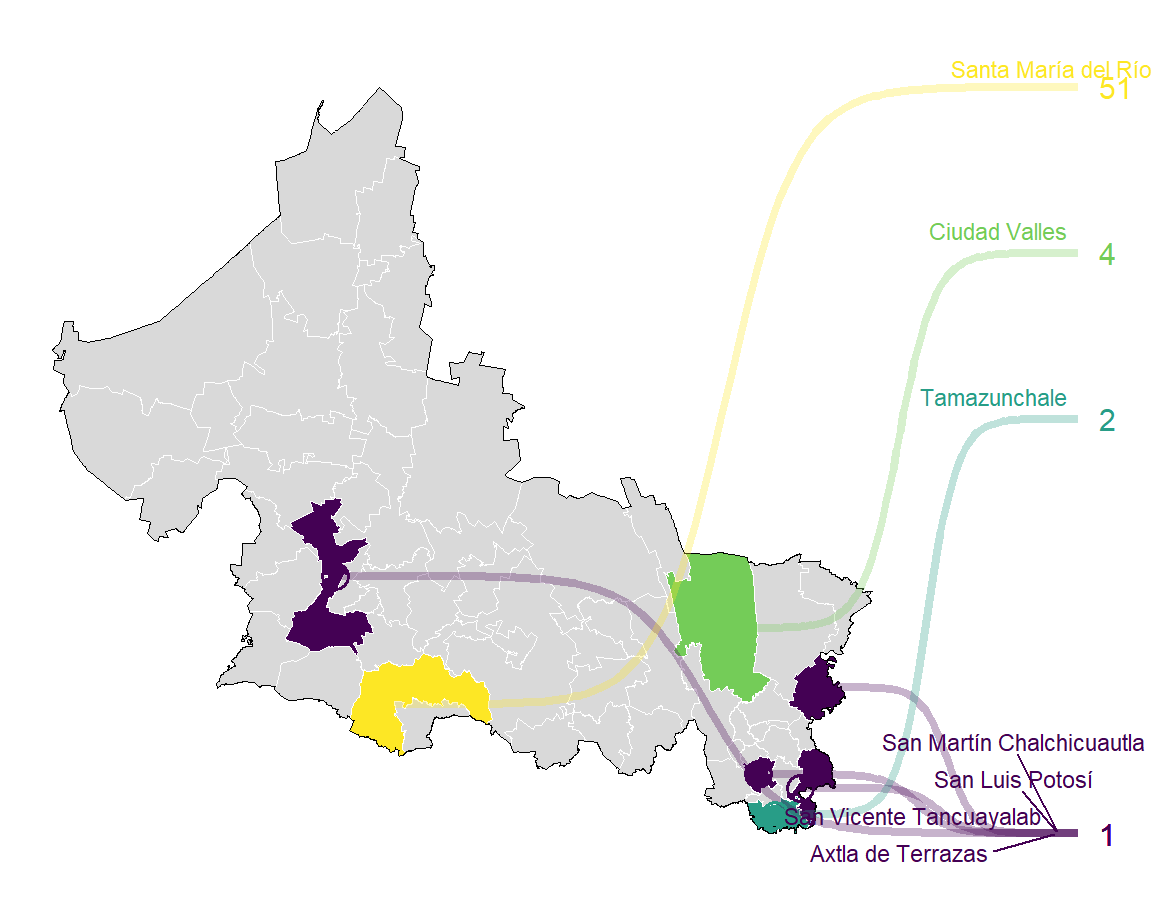 Santa María del Río
51
Ciudad Valles
4
Tamazunchale
2
San Martín Chalchicuautla
San Luis Potosí
San Vicente Tancuayalab
1
Axtla de Terrazas